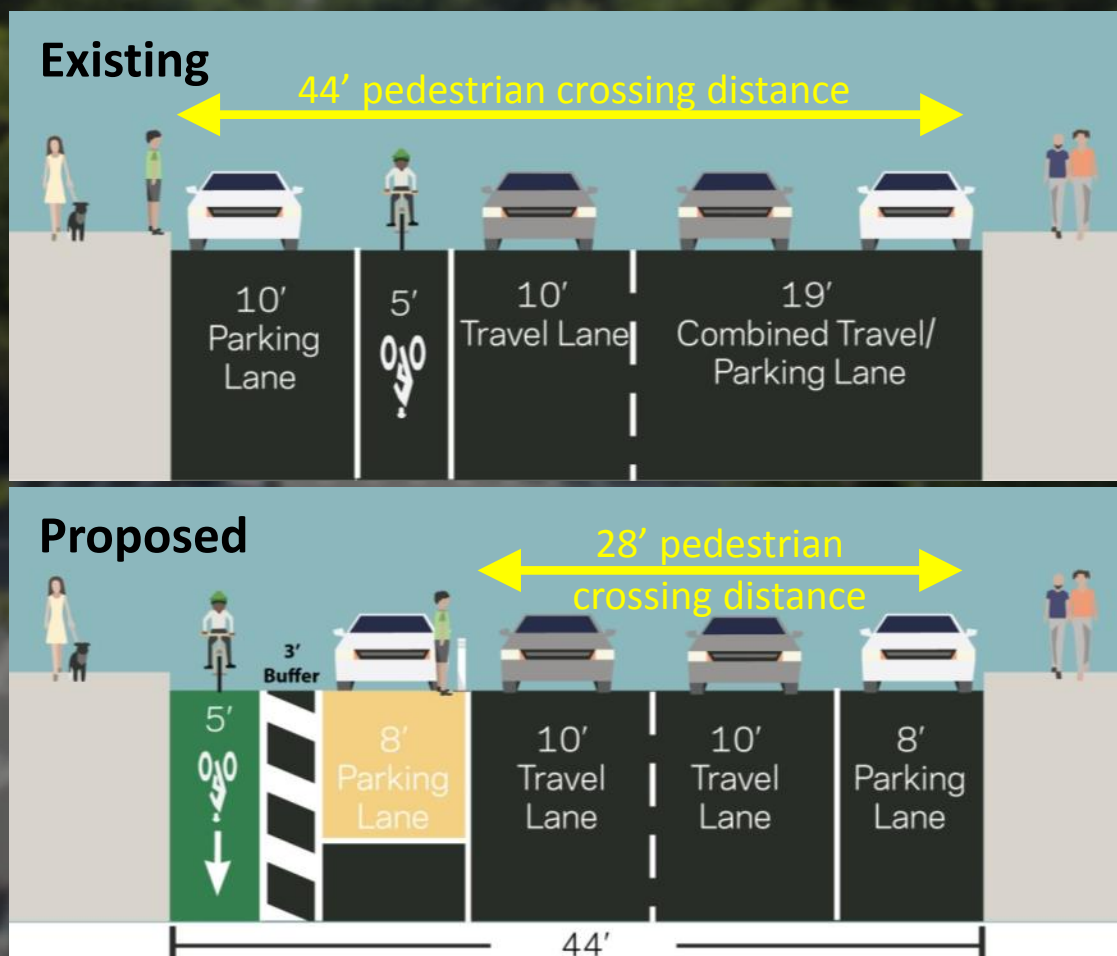 Existing
44’ pedestrian crossing distance
10’
Parking
Lane
5’
10’
Travel Lane
19’
Combined Travel/
Parking Lane
Proposed
28’ pedestrian
crossing distance
3’
Buffer
5’
8’
Parking
Lane
10’
Travel
Lane
10’
Travel
Lane
8’
Parking
Lane
44’